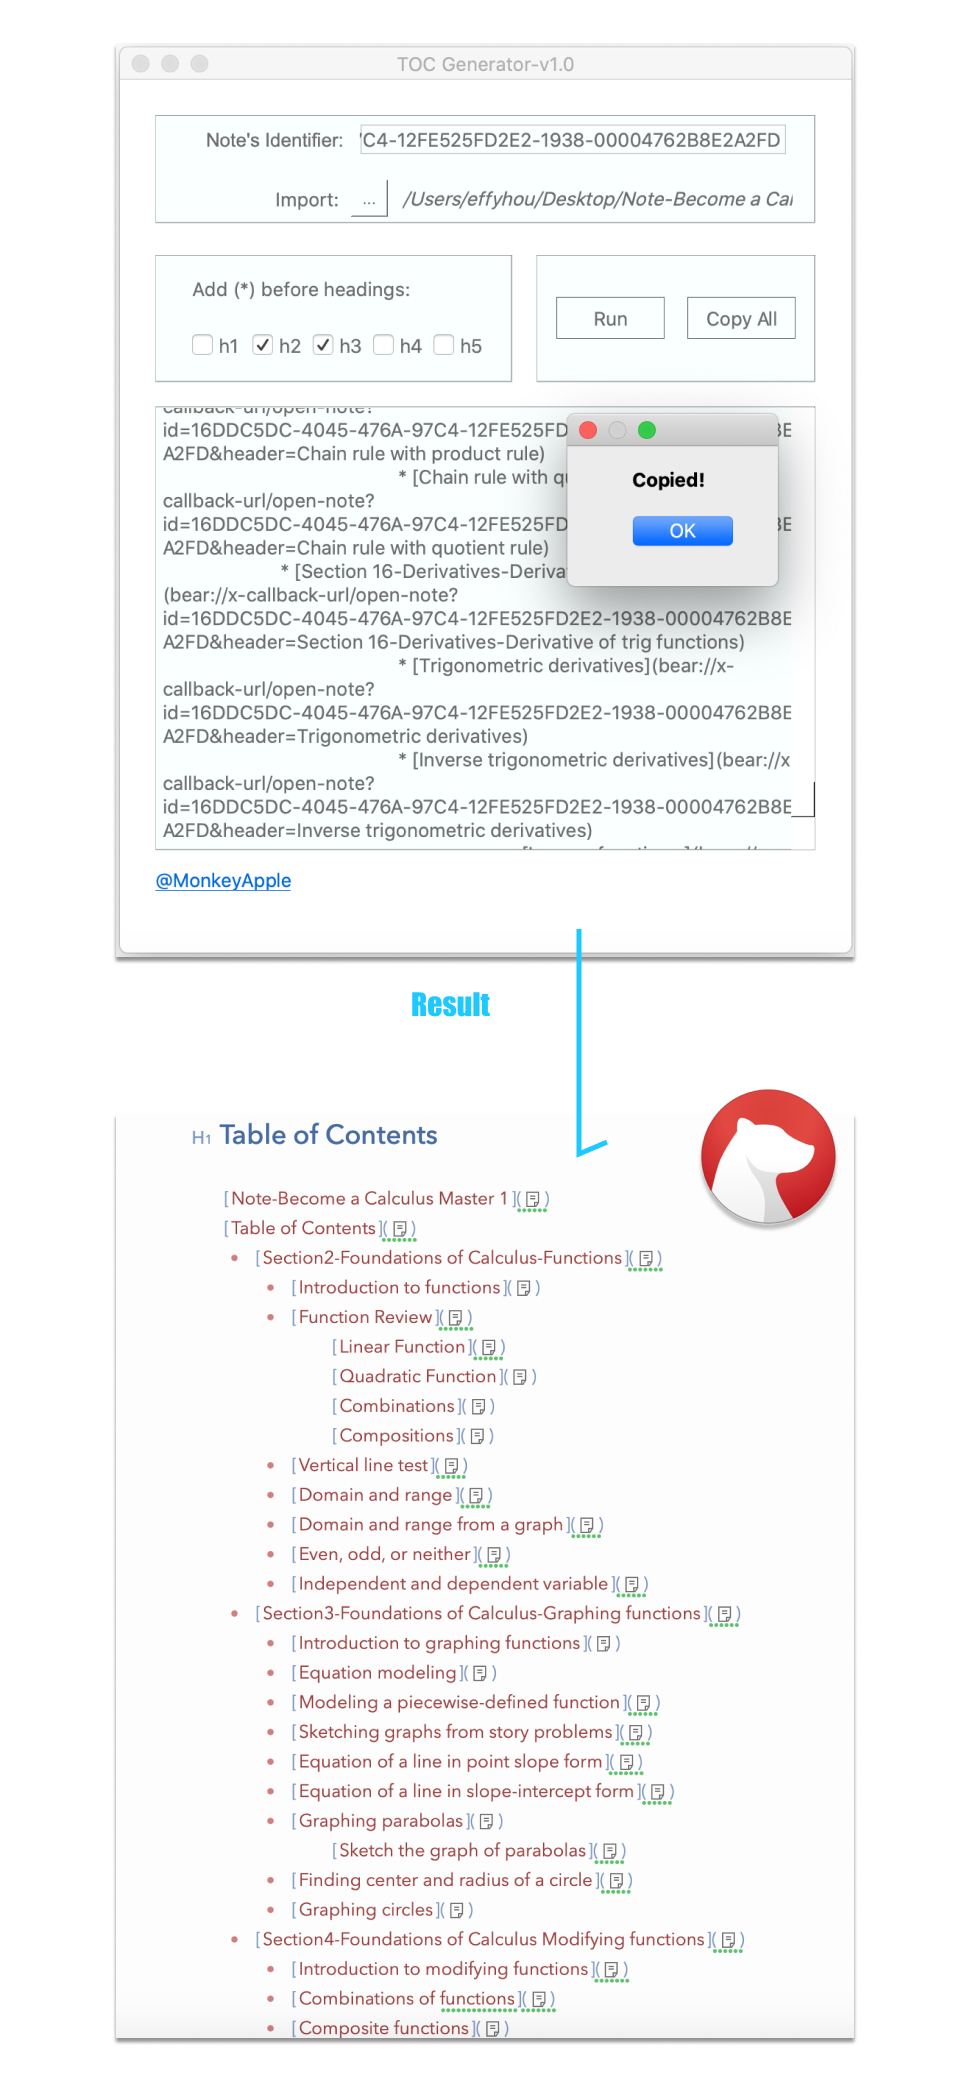 TOC Generator-v1.0
Note's Identifier: 'C4-12FE525FD2E2-1938-00004762B8E2A2FD
Import: ... /Users/effyhou/Desktop/Note-Become a Cal
Add (*) before headings:
h1 h2 h3 h4 h5
Run Copy All
callback-url/open-note?
id=16DDC5DC-4045-476A-97C4-12FE525FD
A2FD&header=Chain rule with product rule)
* [Chain rule with qu
callback-url/open-note?
id=16DDC5DC-4045-476A-97C4-12FE525FD
A2FD&header=Chain rule with quotient rule)
* [Section 16-Derivatives-Deriva
(bear://x-callback-url/open-note?
id=16DDC5DC-4045-476A-97C4-12FE525FD2E2-1938-00004762B8E
A2FD&header=Section 16-Derivatives-Derivative of trig functions)
* [Trigonometric derivatives](bear://x-
callback-url/open-note?
id=16DDC5DC-4045-476A-97C4-12FE525FD2E2-1938-00004762B8E
A2FD&header=Trigonometric derivatives)
* [Inverse trigonometric derivatives](bear://x
callback-url/open-note?
id=16DDC5DC-4045-476A-97C4-12FE525FD2E2-1938-00004762B8E
A2FD&header=Inverse trigonometric derivatives)
Copied!
OK
@MonkeyApple
Result
H1 Table of Contents
[Note-Become a Calculus Master 1]()
[Table of Contents]()
• [Section2-Foundations of Calculus-Functions]()
• [Introduction to functions]()
• [Function Review]()
[Linear Function]()
[Quadratic Function]()
[Combinations]()
[Compositions]()
• [Vertical line test]()
• [Domain and range]()
• [Domain and range from a graph]()
• [Even, odd, or neither]()
• [Independent and dependent variable]()
• [Section3-Foundations of Calculus-Graphing functions]()
• [Introduction to graphing functions]()
• [Equation modeling]()
• [Modeling a piecewise-defined function]()
• [Sketching graphs from story problems]()
• [Equation of a line in point slope form]()
• [Equation of a line in slope-intercept form]()
• [Graphing parabolas]()
[Sketch the graph of parabolas]()
• [Finding center and radius of a circle]()
• [Graphing circles]()
• [Section4-Foundations of Calculus Modifying functions]()
• [Introduction to modifying functions]()
• [Combinations of functions]()
• [Composite functions]()